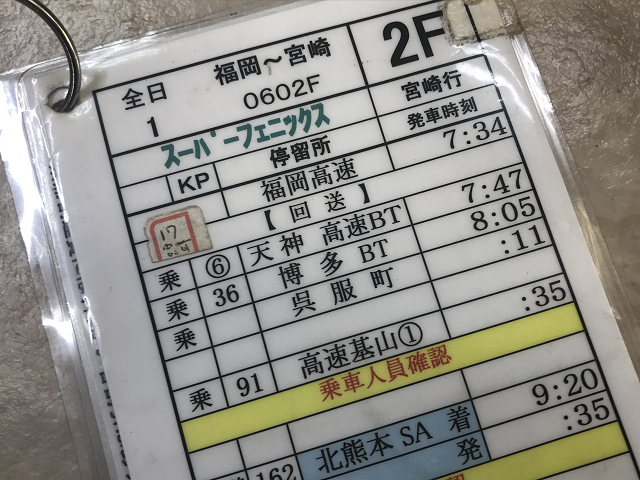 全日 福岡～宮崎 2F
1 0602F 宮崎行
スーパーフェニックス 発車時刻
KP 停留所
福岡高速 7:34
【回送】
17
乗 ⑥ 天神 高速BT 7:47
乗 36 博多 BT 8:05
乗 呉服町 :11
乗 91 高速基山① :35
乗車人員確認
162 北熊本 SA 着 9:20
発 :35